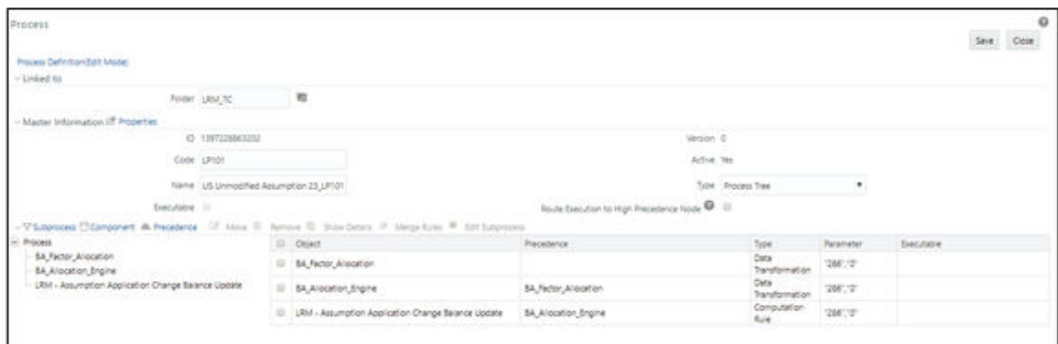 Process
Save Close
Process Definition(Edit Mode)
Linked to
Folder LRM_TC
Master Information Properties
ID 1397228863232 Version 0
Code LP101 Active Yes
Name US Unmodified Assumption 23_LP101 Type Process Tree
Executable Route Execution to High Precedence Node
Subprocess Component Precedence Move Remove Show Details Merge Rules Edit Subprocess
Process Object Precedence Type Parameter Executable
BA_Factor_Allocation BA_Factor_Allocation Data Transformation "266","0"
BA_Allocation_Engine BA_Allocation_Engine BA_Factor_Allocation Data Transformation "266","0"
LRM - Assumption Application Change Balance Update LRM - Assumption Application Change Balance Update BA_Allocation_Engine Computation Rule "266","0"